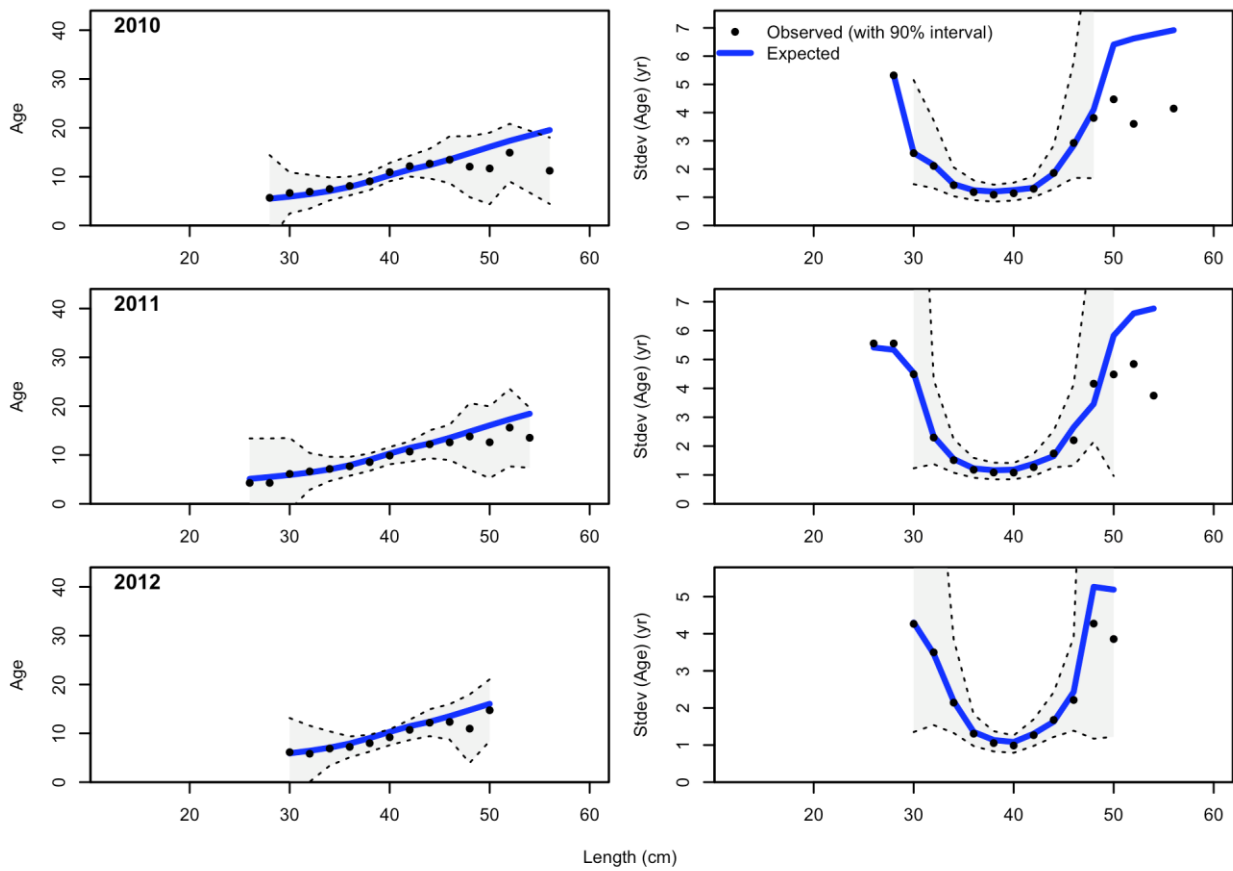 2010
Age
0 10 20 30 40
20 30 40 50 60
Stdev (Age) (yr)
0 1 2 3 4 5 6 7
Observed (with 90% interval)
Expected
20 30 40 50 60
2011
Age
0 10 20 30 40
20 30 40 50 60
Stdev (Age) (yr)
0 1 2 3 4 5 6 7
20 30 40 50 60
2012
Age
0 10 20 30 40
20 30 40 50 60
Stdev (Age) (yr)
0 1 2 3 4 5
20 30 40 50 60
Length (cm)